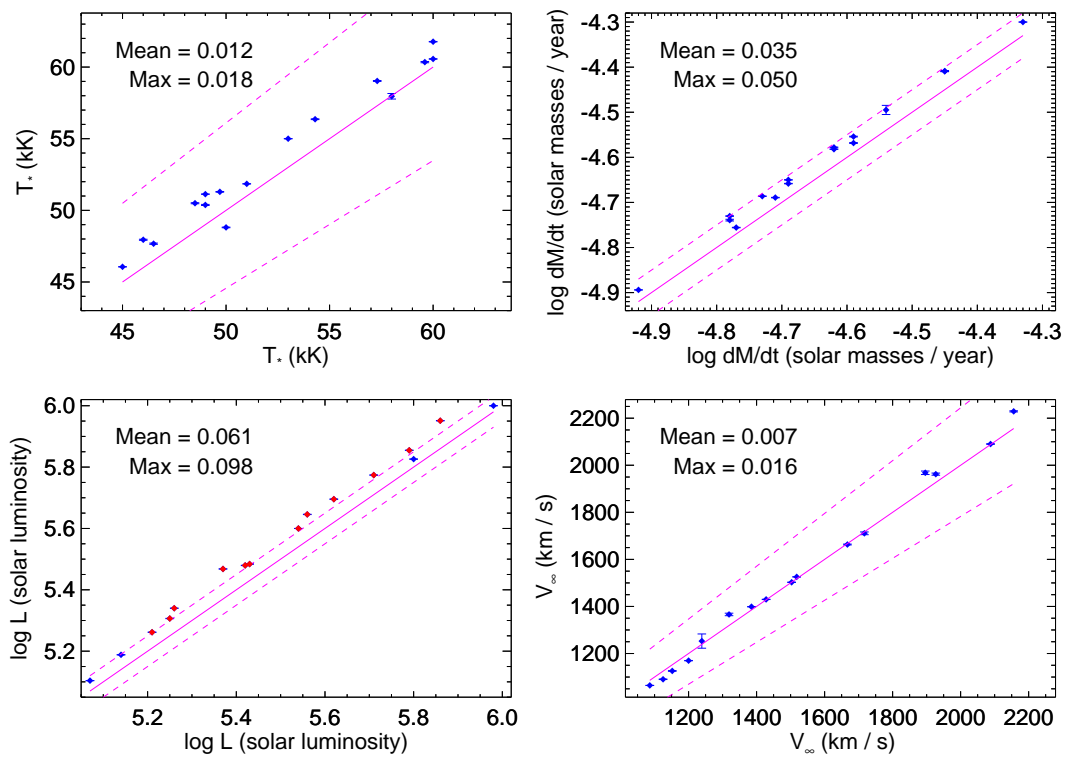 Mean = 0.012
Max = 0.018
60
55
50
45
T* (kK)
45 50 55 60
T* (kK)
Mean = 0.035
Max = 0.050
-4.3
-4.4
-4.5
-4.6
-4.7
-4.8
-4.9
log dM/dt (solar masses / year)
-4.9 -4.8 -4.7 -4.6 -4.5 -4.4 -4.3
log dM/dt (solar masses / year)
Mean = 0.061
Max = 0.098
6.0
5.8
5.6
5.4
5.2
log L (solar luminosity)
5.2 5.4 5.6 5.8 6.0
log L (solar luminosity)
Mean = 0.007
Max = 0.016
2200
2000
1800
1600
1400
1200
V∞ (km / s)
1200 1400 1600 1800 2000 2200
V∞ (km / s)